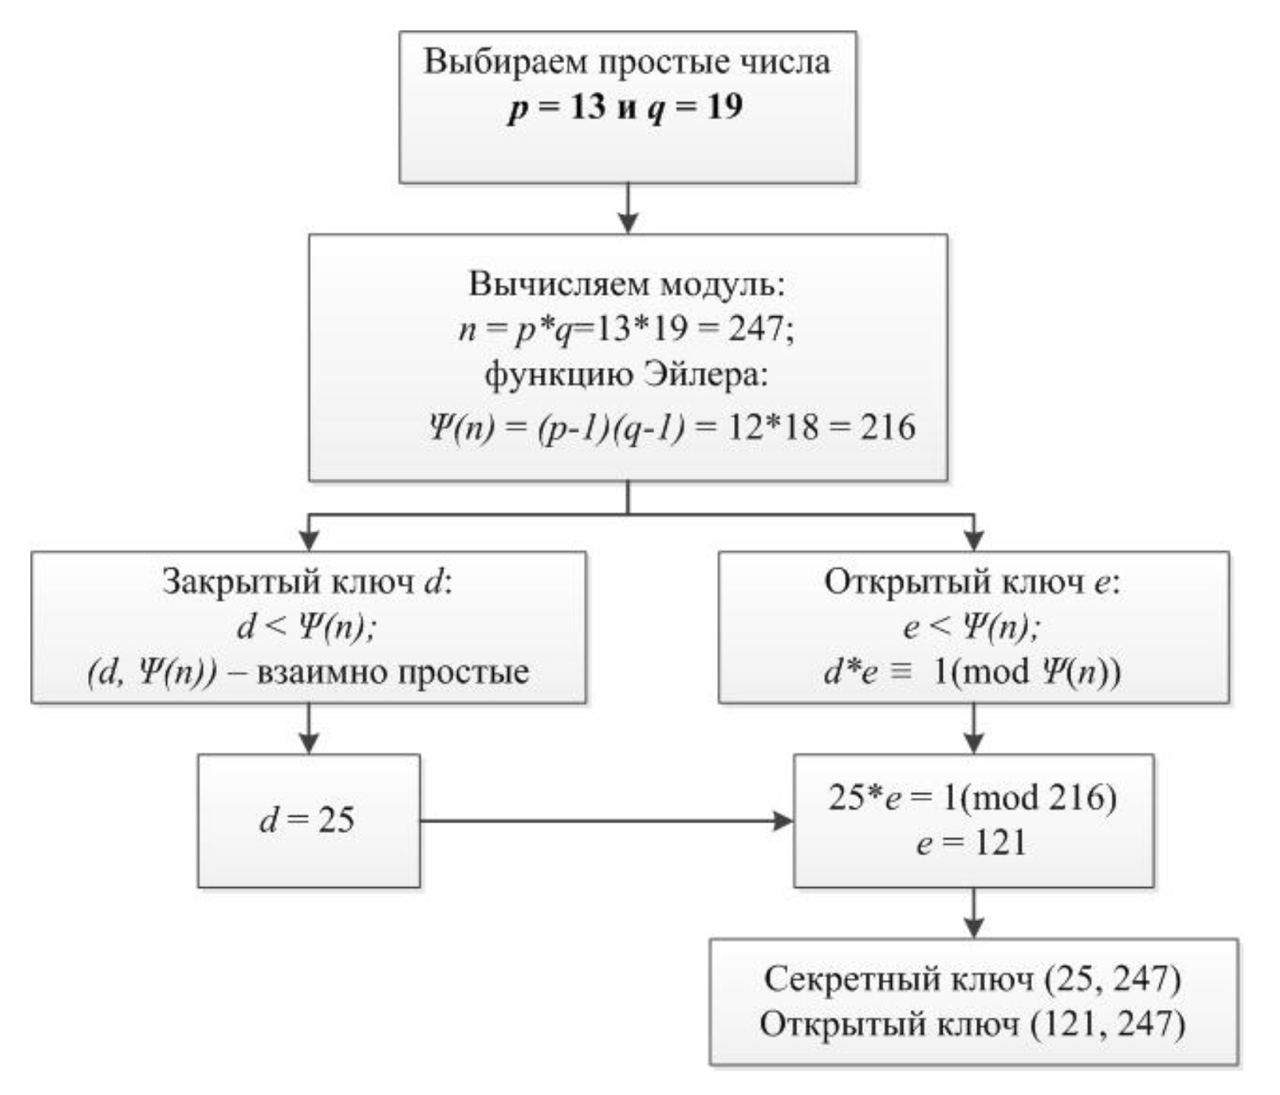 Выбираем простые числа
p = 13 и q = 19
Вычисляем модуль:
n = p*q=13*19 = 247;
функцию Эйлера:
Ψ(n) = (p-1)(q-1) = 12*18 = 216
Закрытый ключ d:
d < Ψ(n);
(d, Ψ(n)) – взаимно простые
Открытый ключ e:
e < Ψ(n);
d*e ≡ 1(mod Ψ(n))
d = 25
25*e = 1(mod 216)
e = 121
Секретный ключ (25, 247)
Открытый ключ (121, 247)